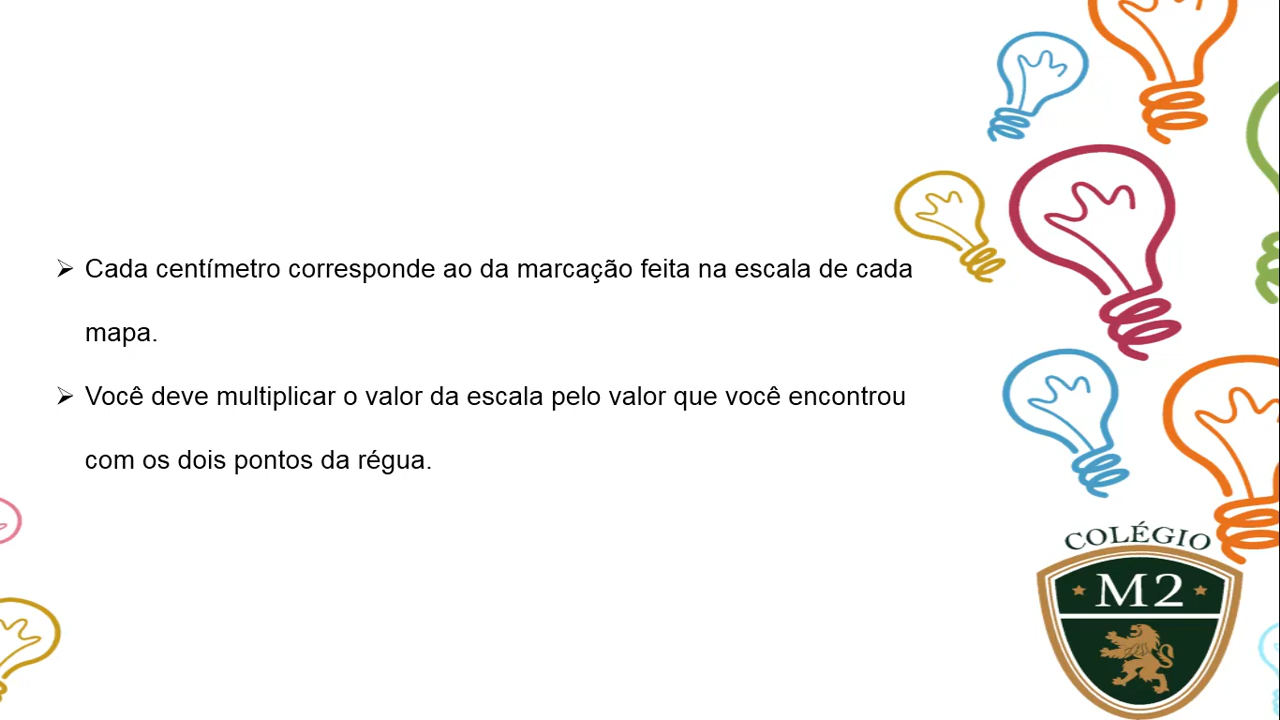 ➢ Cada centímetro corresponde ao da marcação feita na escala de cada
mapa.
➢ Você deve multiplicar o valor da escala pelo valor que você encontrou
com os dois pontos da régua.
COLÉGIO
M2